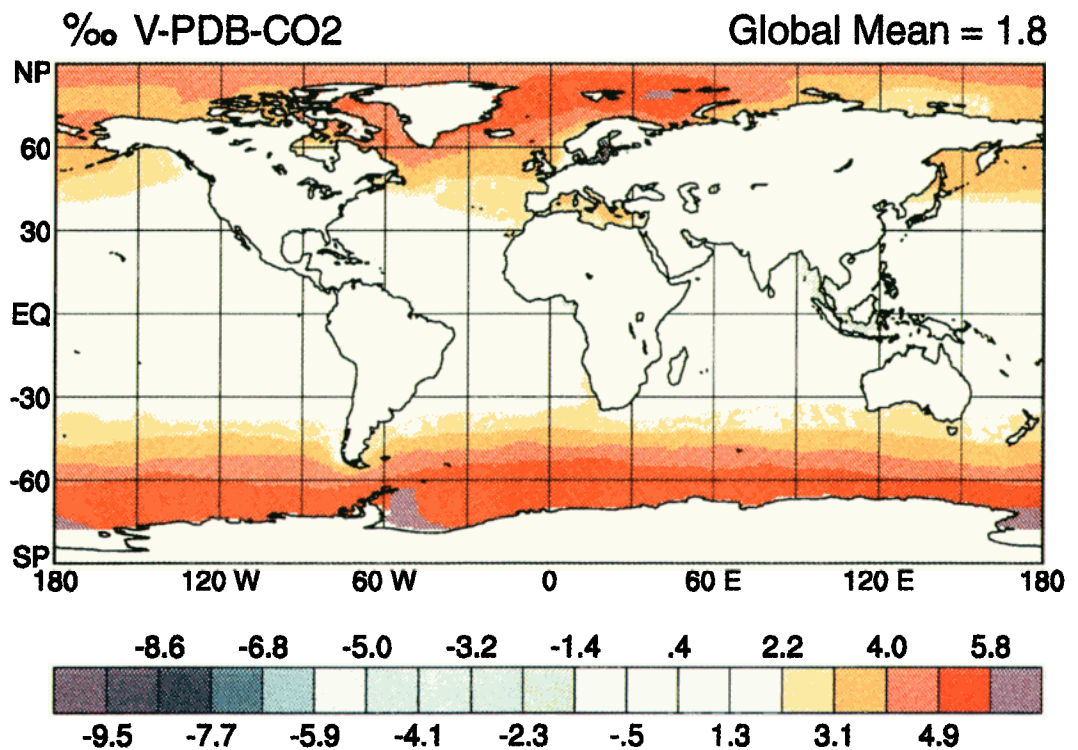 ‰ V-PDB-CO2 Global Mean = 1.8
NP
60
30
EQ
-30
-60
SP
180 120 W 60 W 0 60 E 120 E 180
-8.6 -6.8 -5.0 -3.2 -1.4 .4 2.2 4.0 5.8
-9.5 -7.7 -5.9 -4.1 -2.3 -.5 1.3 3.1 4.9